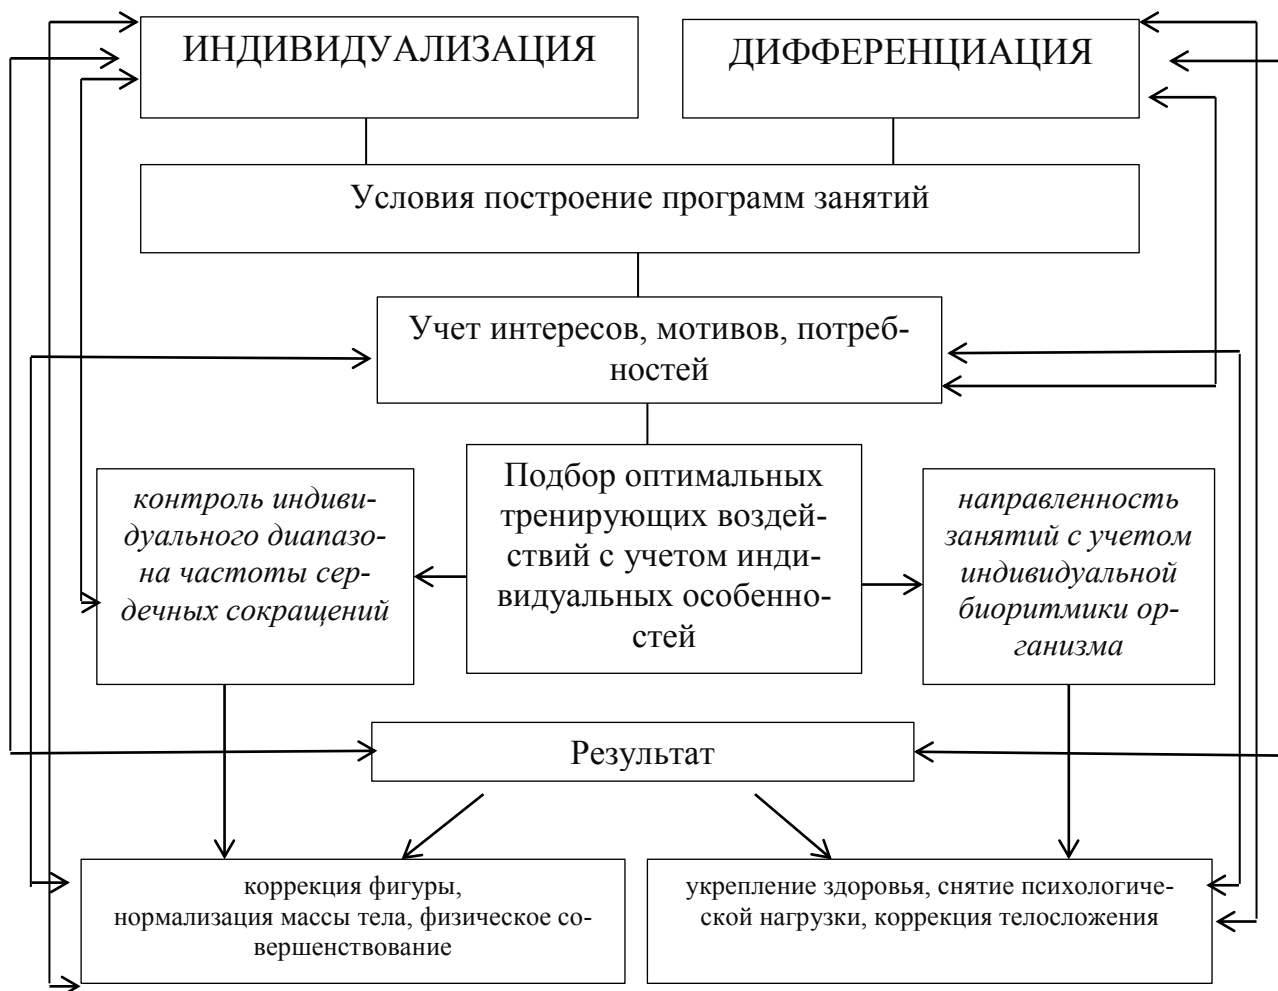 ИНДИВИДУАЛИЗАЦИЯ
ДИФФЕРЕНЦИАЦИЯ
Условия построение программ занятий
Учет интересов, мотивов, потреб-
ностей
контроль индиви-
дуального диапазо-
на частоты сер-
дечных сокращений
Подбор оптимальных
тренирующих воздей-
ствий с учетом инди-
видуальных особенно-
стей
направленность
занятий с учетом
индивидуальной
биоритмики ор-
ганизма
Результат
коррекция фигуры,
нормализация массы тела, физическое со-
вершенствование
укрепление здоровья, снятие психологиче-
ской нагрузки, коррекция телосложения